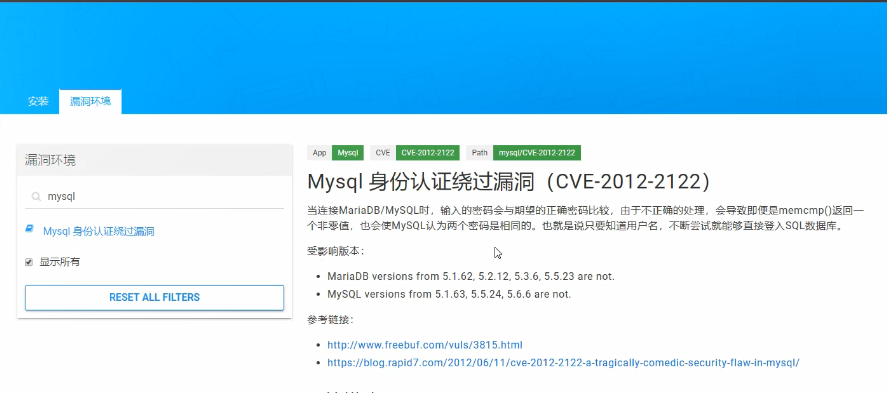 安装 漏洞环境
漏洞环境
mysql
Mysql 身份认证绕过漏洞
显示所有
RESET ALL FILTERS
App Mysql CVE CVE-2012-2122 Path mysql/CVE-2012-2122
Mysql 身份认证绕过漏洞（CVE-2012-2122）
当连接MariaDB/MySQL时，输入的密码会与期望的正确密码比较，由于不正确的处理，会导致即便是memcmp()返回一
个非零值，也会使MySQL认为两个密码是相同的。也就是说只要知道用户名，不断尝试就能够直接登入SQL数据库。
受影响版本：
• MariaDB versions from 5.1.62, 5.2.12, 5.3.6, 5.5.23 are not.
• MySQL versions from 5.1.63, 5.5.24, 5.6.6 are not.
参考链接：
• http://www.freebuf.com/vuls/3815.html
• https://blog.rapid7.com/2012/06/11/cve-2012-2122-a-tragically-comedic-security-flaw-in-mysql/